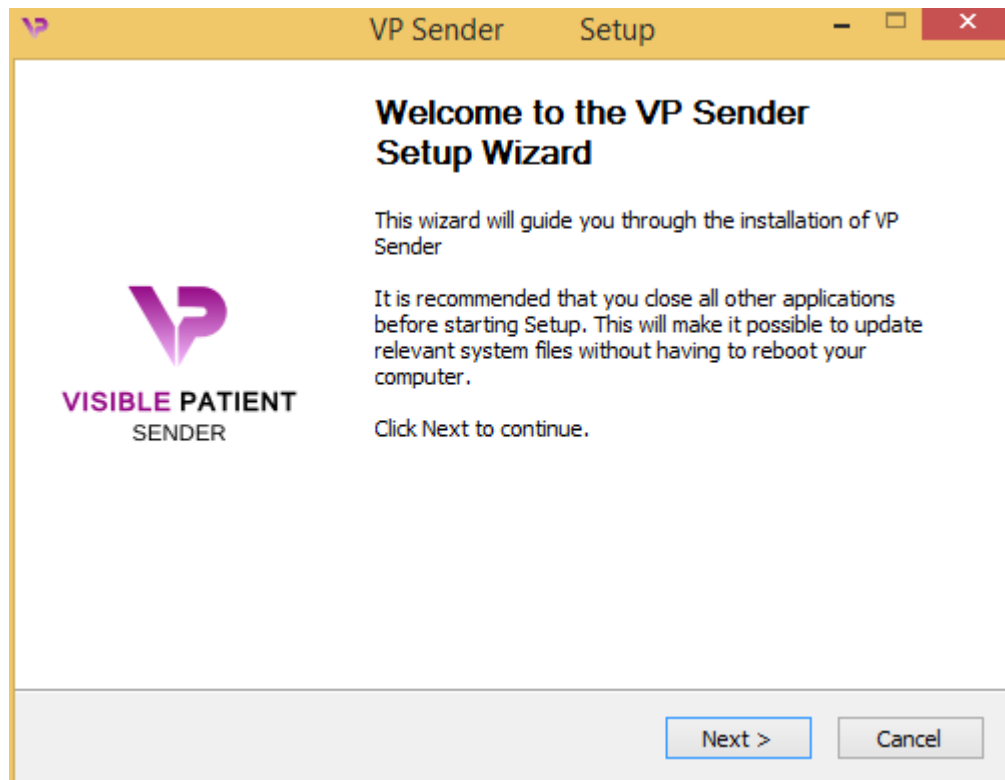 VP Sender Setup
Welcome to the VP Sender
Setup Wizard
This wizard will guide you through the installation of VP
Sender
It is recommended that you close all other applications
before starting Setup. This will make it possible to update
relevant system files without having to reboot your
computer.
Click Next to continue.
VISIBLE PATIENT
SENDER
Next >
Cancel